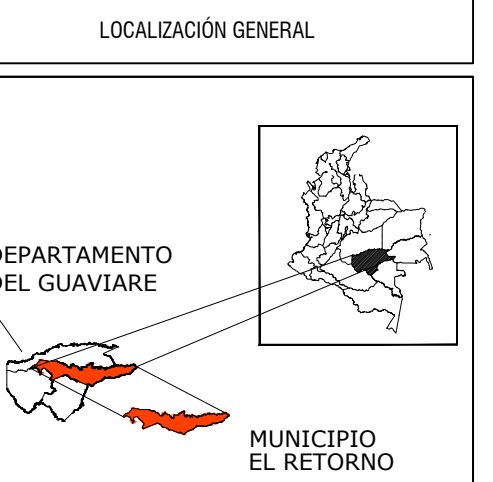 LOCALIZACIÓN GENERAL
DEPARTAMENTO
DEL GUAVIARE
MUNICIPIO
EL RETORNO